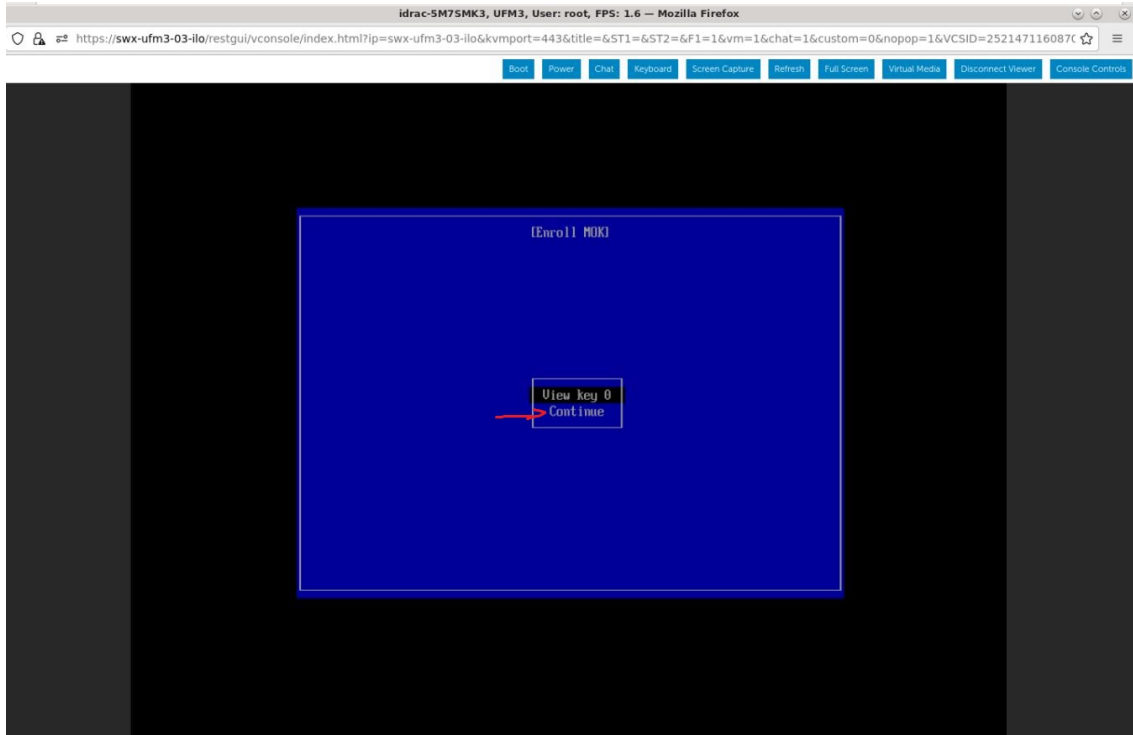 idrac-5M7SMK3, UFM3, User: root, FPS: 1.6 — Mozilla Firefox
https://swx-ufm3-03-ilo/restgui/vconsole/index.html?ip=swx-ufm3-03-ilo&kvmport=443&title=&ST1=&ST2=&F1=1&vm=1&chat=1&custom=0&nopop=1&VCSID=252147116087(
Boot Power Chat Keyboard Screen Capture Refresh Full Screen Virtual Media Disconnect Viewer Console Controls
[Enroll MOK]
View key 0
Continue